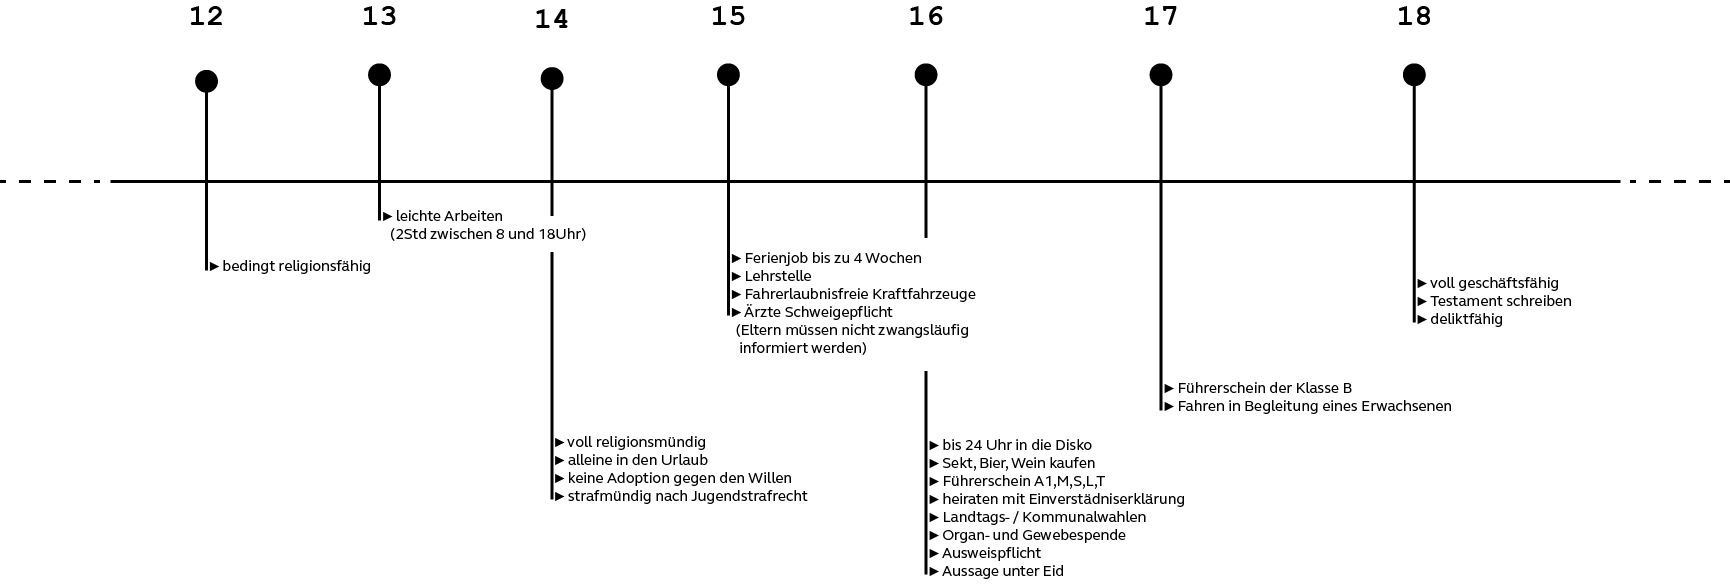 12
13
14
15
16
17
18
► leichte Arbeiten
(2Std zwischen 8 und 18Uhr)
► bedingt religionsfähig
► Ferienjob bis zu 4 Wochen
► Lehrstelle
► Fahrerlaubnisfreie Kraftfahrzeuge
► Ärzte Schweigepflicht
(Eltern müssen nicht zwangsläufig
informiert werden)
► voll geschäftsfähig
► Testament schreiben
► deliktfähig
► Führerschein der Klasse B
► Fahren in Begleitung eines Erwachsenen
► voll religionsmündig
► alleine in den Urlaub
► keine Adoption gegen den Willen
► strafmündig nach Jugendstrafrecht
► bis 24 Uhr in die Disko
► Sekt, Bier, Wein kaufen
► Führerschein A1,M,S,L,T
► heiraten mit Einverstädniserklärung
► Landtags- / Kommunalwahlen
► Organ- und Gewebespende
► Ausweispflicht
► Aussage unter Eid